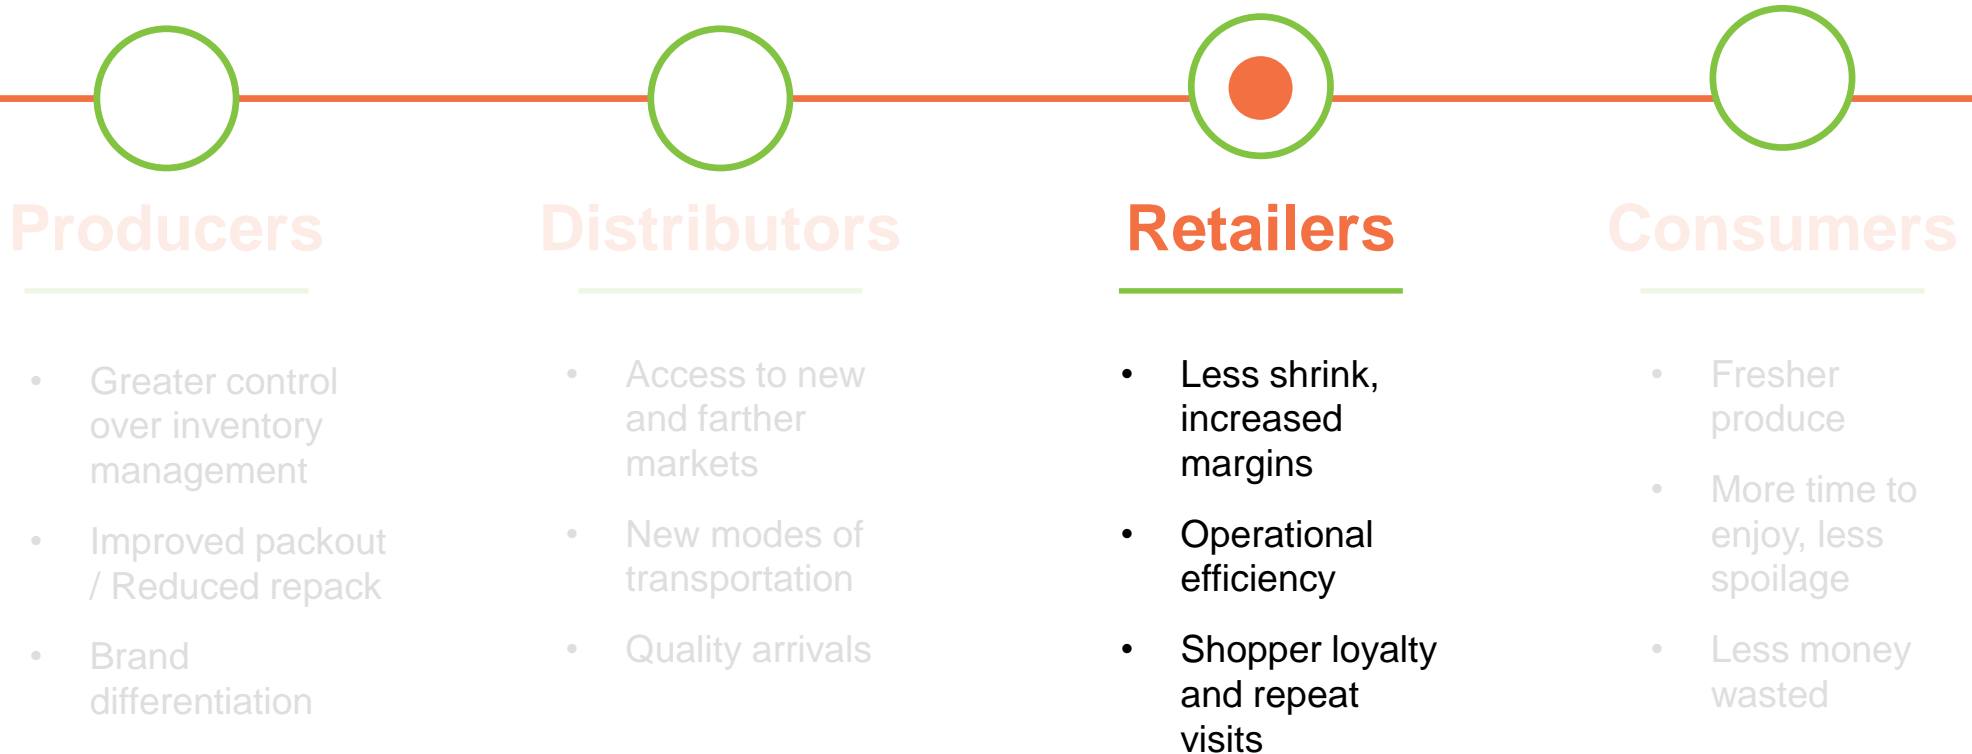 Producers
• Greater control
over inventory
management
• Improved packout
/ Reduced repack
• Brand
differentiation
Distributors
• Access to new
and farther
markets
• New modes of
transportation
• Quality arrivals
Retailers
• Less shrink,
increased
margins
• Operational
efficiency
• Shopper loyalty
and repeat
visits
Consumers
• Fresher
produce
• More time to
enjoy, less
spoilage
• Less money
wasted